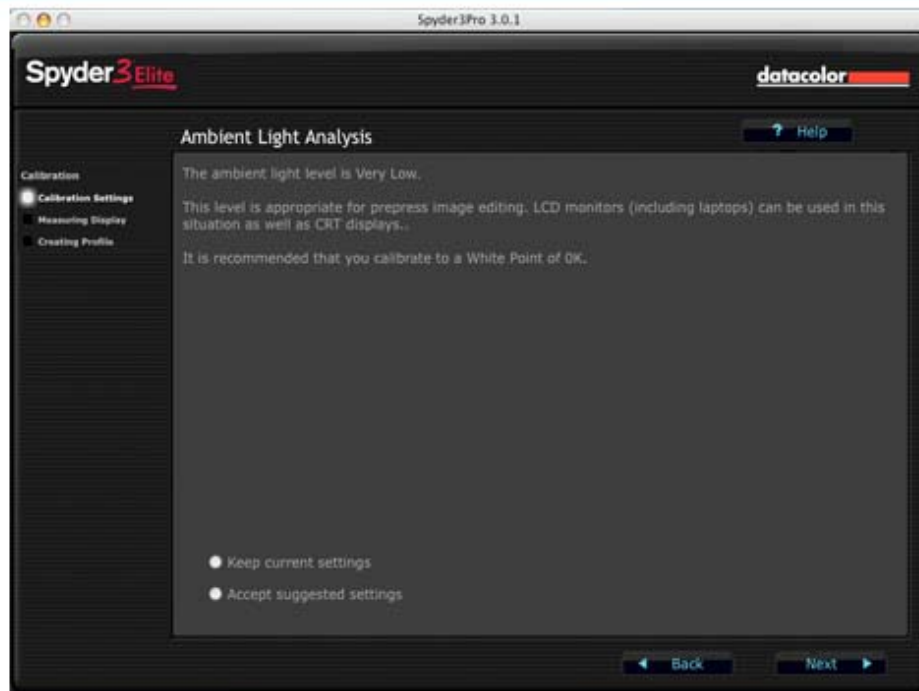 Spyder3Pro 3.0.1
Spyder3Elite
datacolor
Ambient Light Analysis
? Help
Calibration
Calibration Settings
Measuring Display
Creating Profile
The ambient light level is Very Low.
This level is appropriate for prepress image editing. LCD monitors (including laptops) can be used in this
situation as well as CRT displays..
It is recommended that you calibrate to a White Point of 0K.
Keep current settings
Accept suggested settings
Back
Next